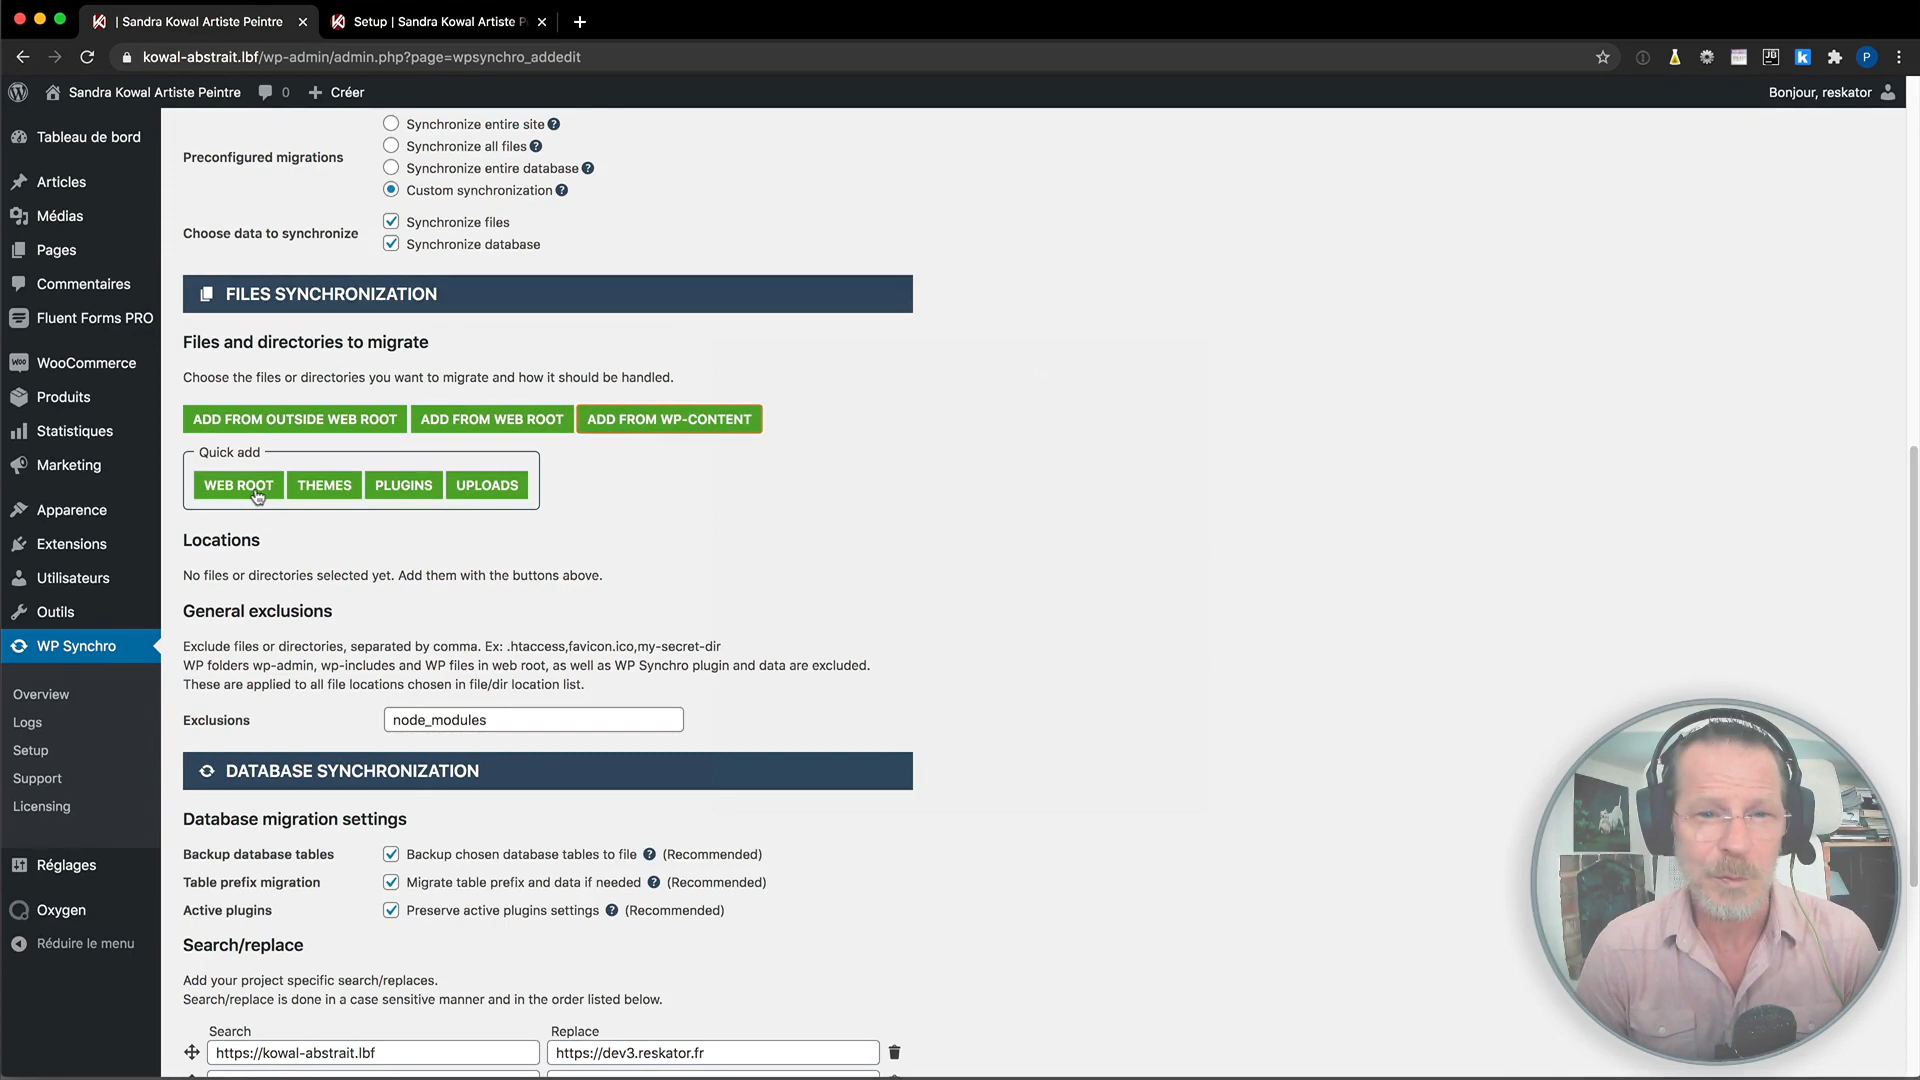 | Sandra Kowal Artiste Peintre
Setup | Sandra Kowal Artiste P
kowal-abstrait.lbf/wp-admin/admin.php?page=wpsynchro_addedit
P
Sandra Kowal Artiste Peintre
0
Créer
Bonjour, reskator
Tableau de bord
Articles
Médias
Pages
Commentaires
Fluent Forms PRO
WooCommerce
Produits
Statistiques
Marketing
Apparence
Extensions
Utilisateurs
Outils
WP Synchro
Overview
Logs
Setup
Support
Licensing
Réglages
Oxygen
Réduire le menu
Preconfigured migrations
Synchronize entire site
Synchronize all files
Synchronize entire database
Custom synchronization
Choose data to synchronize
Synchronize files
Synchronize database
FILES SYNCHRONIZATION
Files and directories to migrate
Choose the files or directories you want to migrate and how it should be handled.
ADD FROM OUTSIDE WEB ROOT
ADD FROM WEB ROOT
ADD FROM WP-CONTENT
Quick add
WEB ROOT
THEMES
PLUGINS
UPLOADS
Locations
No files or directories selected yet. Add them with the buttons above.
General exclusions
Exclude files or directories, separated by comma. Ex: .htaccess,favicon.ico,my-secret-dir
WP folders wp-admin, wp-includes and WP files in web root, as well as WP Synchro plugin and data are excluded.
These are applied to all file locations chosen in file/dir location list.
Exclusions
node_modules
DATABASE SYNCHRONIZATION
Database migration settings
Backup database tables
Backup chosen database tables to file (Recommended)
Table prefix migration
Migrate table prefix and data if needed (Recommended)
Active plugins
Preserve active plugins settings (Recommended)
Search/replace
Add your project specific search/replaces.
Search/replace is done in a case sensitive manner and in the order listed below.
Search
Replace
https://kowal-abstrait.lbf
https://dev3.reskator.fr